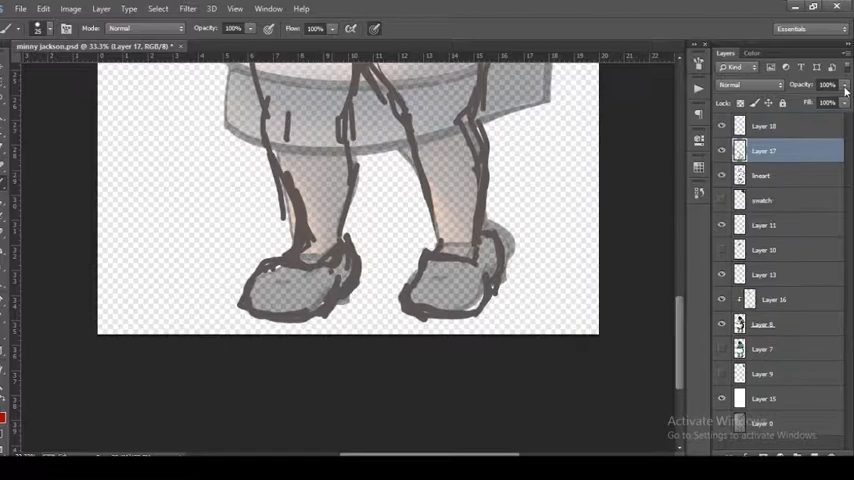 File Edit Image Layer Type Select Filter 3D View Window Help
25 Mode: Normal Opacity: 100% Flow: 100% Essentials
minny jackson.psd @ 33.3% (Layer 17, RGB/8) *
Layers Color
Kind
Normal Opacity: 100%
Lock: Fill: 100%
Layer 18
Layer 17
lineart
swatch
Layer 11
Layer 10
Layer 13
Layer 16
Layer 8
Layer 7
Layer 9
Layer 15
Layer 0
Activate Windows
Go to Settings to activate Windows.